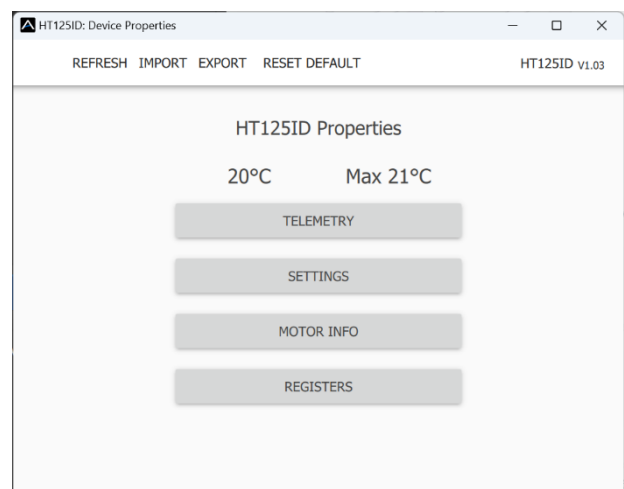 HT125ID: Device Properties
REFRESH IMPORT EXPORT RESET DEFAULT HT125ID V1.03
HT125ID Properties
20°C Max 21°C
TELEMETRY
SETTINGS
MOTOR INFO
REGISTERS